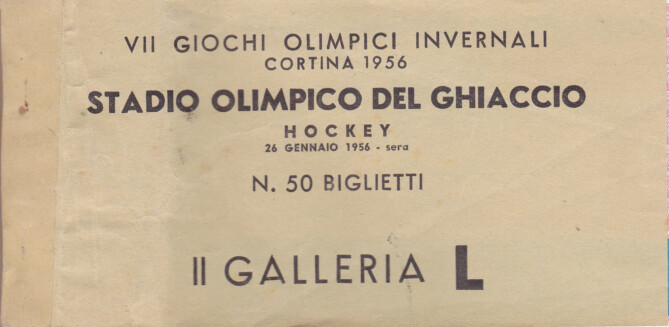 VII GIOCHI OLIMPICI INVERNALI
CORTINA 1956
STADIO OLIMPICO DEL GHIACCIO
HOCKEY
26 GENNAIO 1956 - sera
N. 50 BIGLIETTI
II GALLERIA L